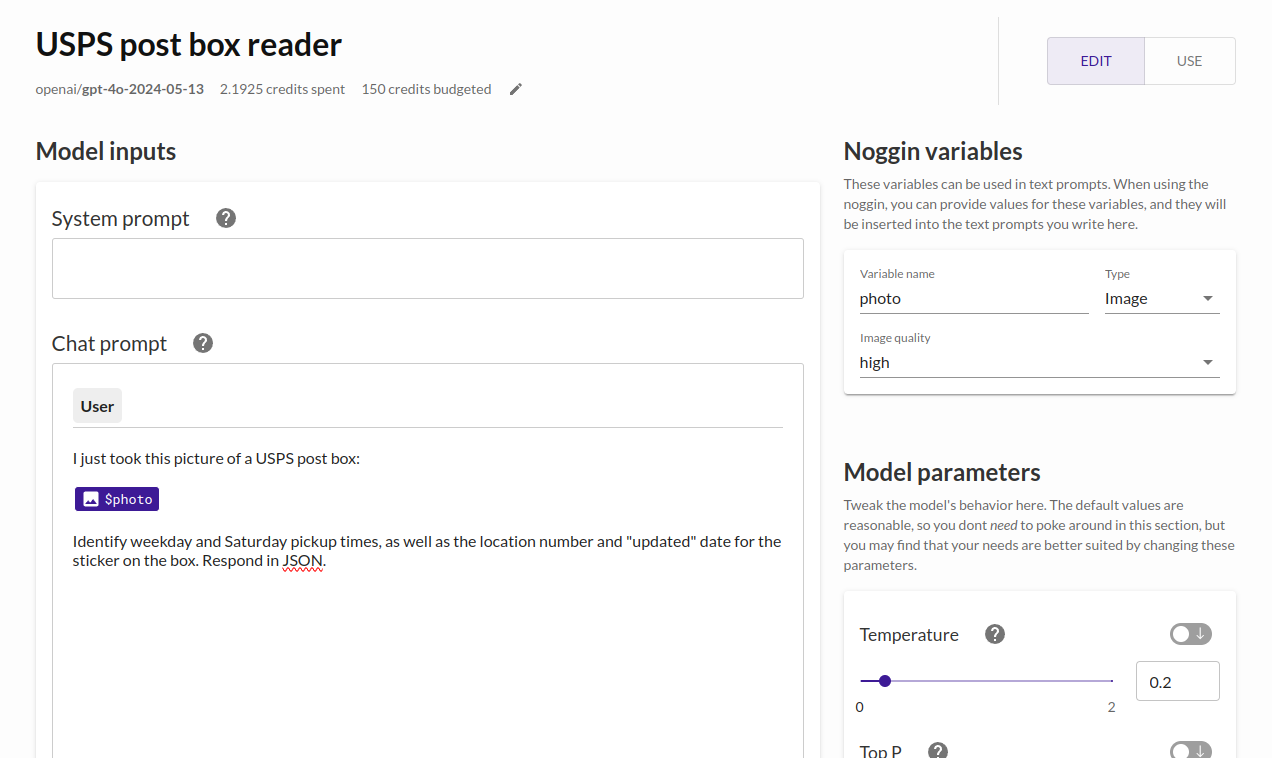 USPS post box reader
openai/gpt-4o-2024-05-13 2.1925 credits spent 150 credits budgeted
EDIT USE
Model inputs
System prompt
Chat prompt
User
I just took this picture of a USPS post box:
$photo
Identify weekday and Saturday pickup times, as well as the location number and "updated" date for the
sticker on the box. Respond in JSON.
Noggin variables
These variables can be used in text prompts. When using the
noggin, you can provide values for these variables, and they will
be inserted into the text prompts you write here.
Variable name Type
photo Image
Image quality
high
Model parameters
Tweak the model's behavior here. The default values are
reasonable, so you dont need to poke around in this section, but
you may find that your needs are better suited by changing these
parameters.
Temperature
0.2
0 2
Top P